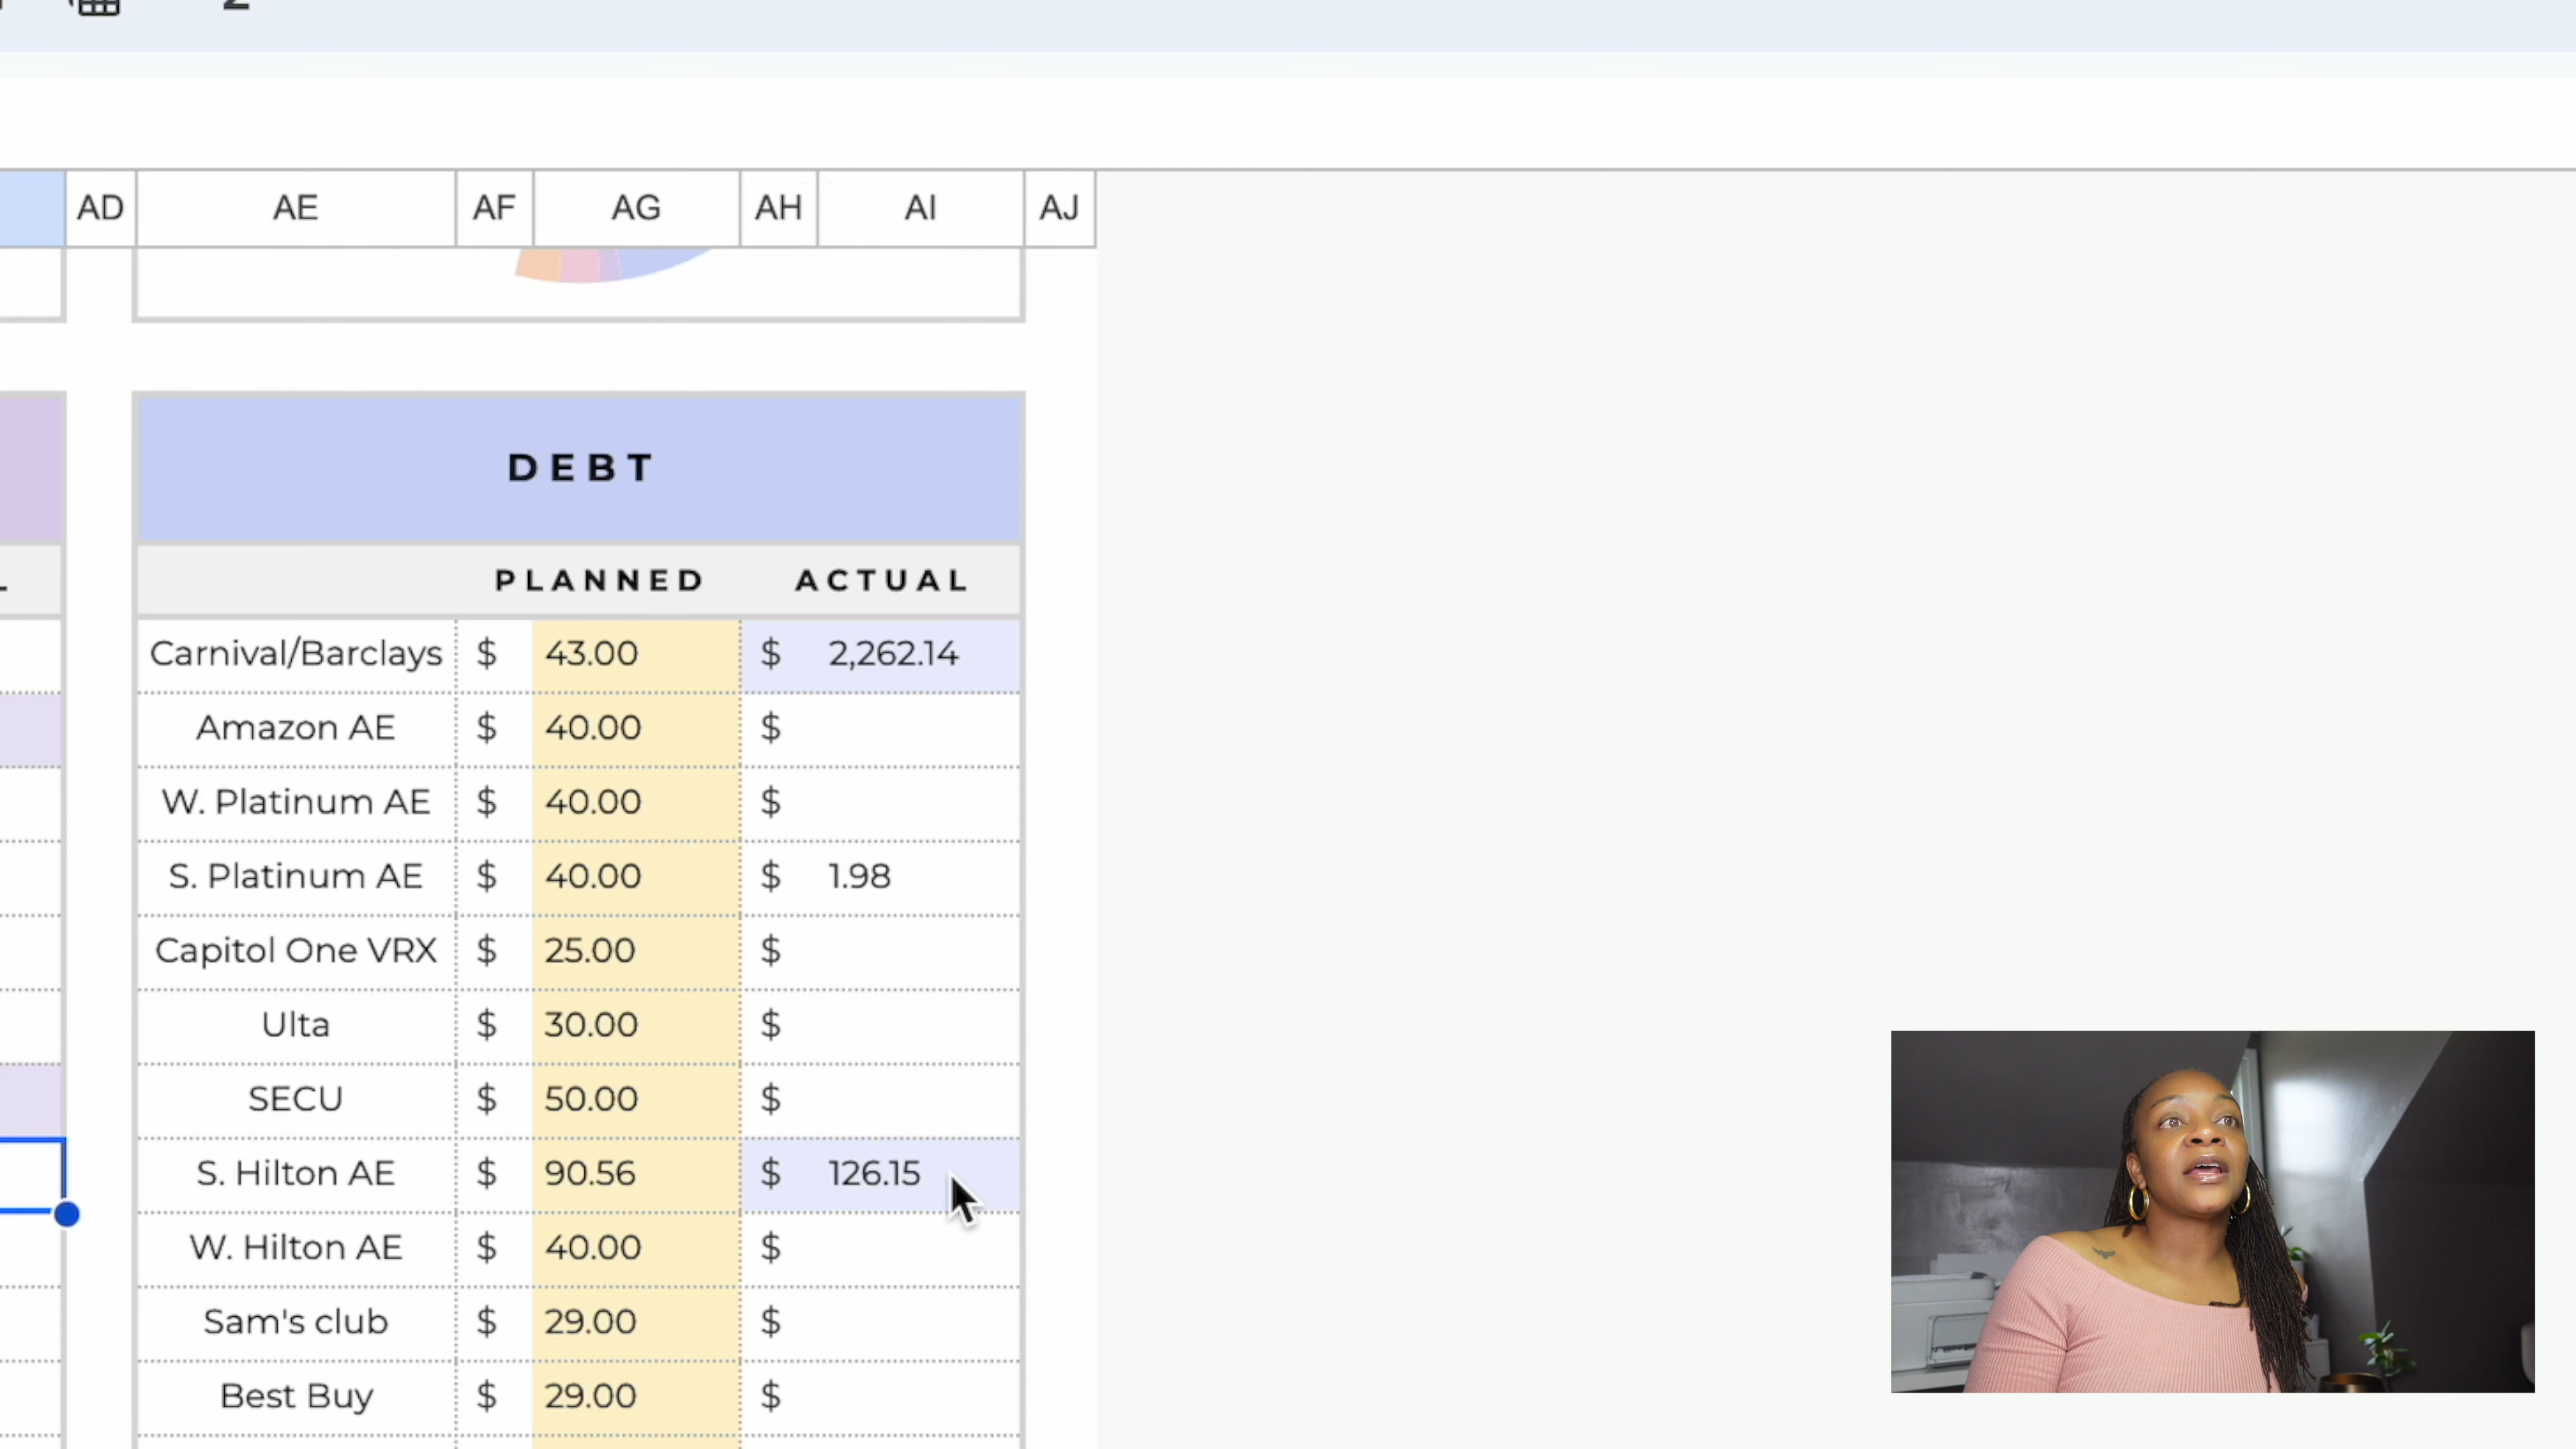 AD AE AF AG AH AI AJ
DEBT
PLANNED ACTUAL
Carnival/Barclays $ 43.00 $ 2,262.14
Amazon AE $ 40.00 $
W. Platinum AE $ 40.00 $
S. Platinum AE $ 40.00 $ 1.98
Capitol One VRX $ 25.00 $
Ulta $ 30.00 $
SECU $ 50.00 $
S. Hilton AE $ 90.56 $ 126.15
W. Hilton AE $ 40.00 $
Sam's club $ 29.00 $
Best Buy $ 29.00 $